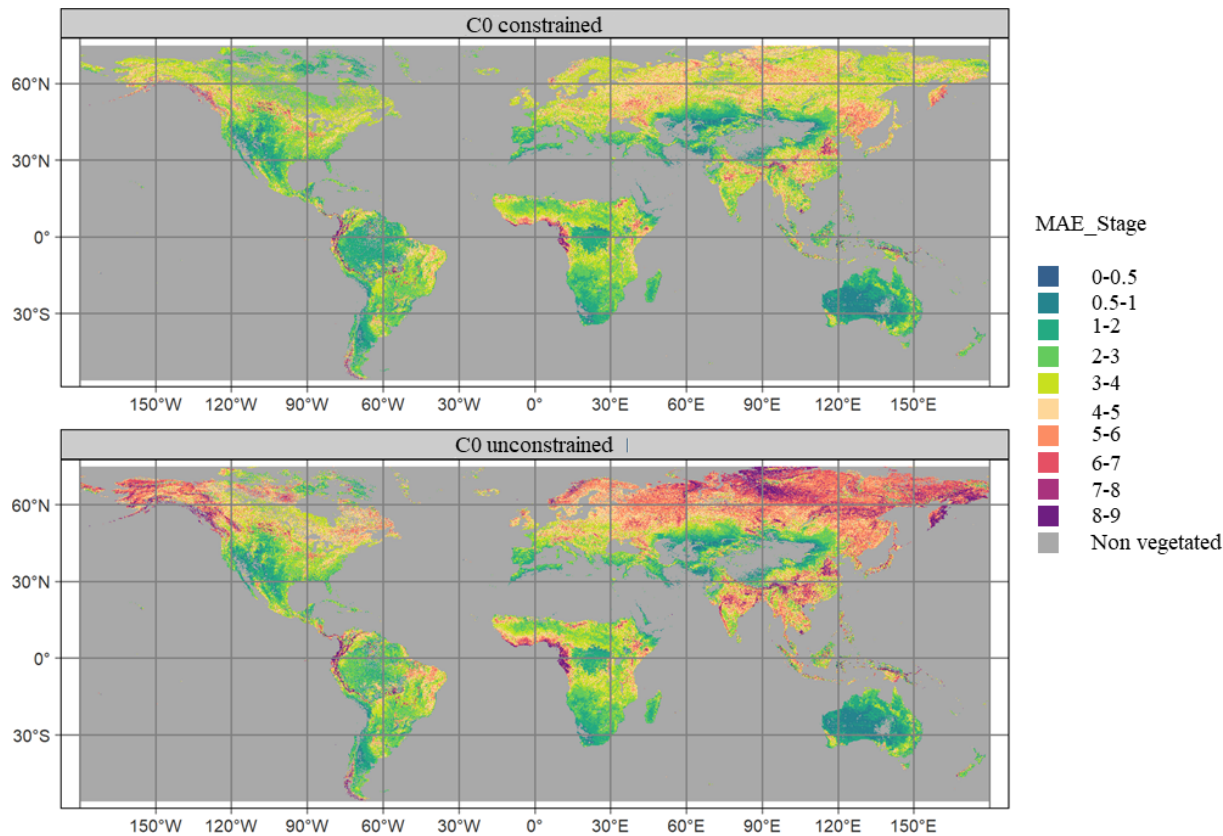 C0 constrained
60°N
30°N
0°
30°S
150°W 120°W 90°W 60°W 30°W 0° 30°E 60°E 90°E 120°E 150°E
C0 unconstrained
60°N
30°N
0°
30°S
150°W 120°W 90°W 60°W 30°W 0° 30°E 60°E 90°E 120°E 150°E
MAE_Stage
0-0.5
0.5-1
1-2
2-3
3-4
4-5
5-6
6-7
7-8
8-9
Non vegetated